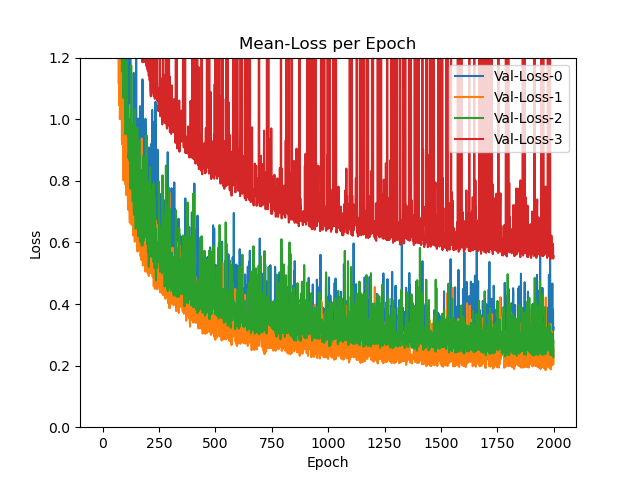 Mean-Loss per Epoch
1.2
1.0
0.8
0.6
0.4
0.2
0.0
Loss
Val-Loss-0
Val-Loss-1
Val-Loss-2
Val-Loss-3
0 250 500 750 1000 1250 1500 1750 2000
Epoch